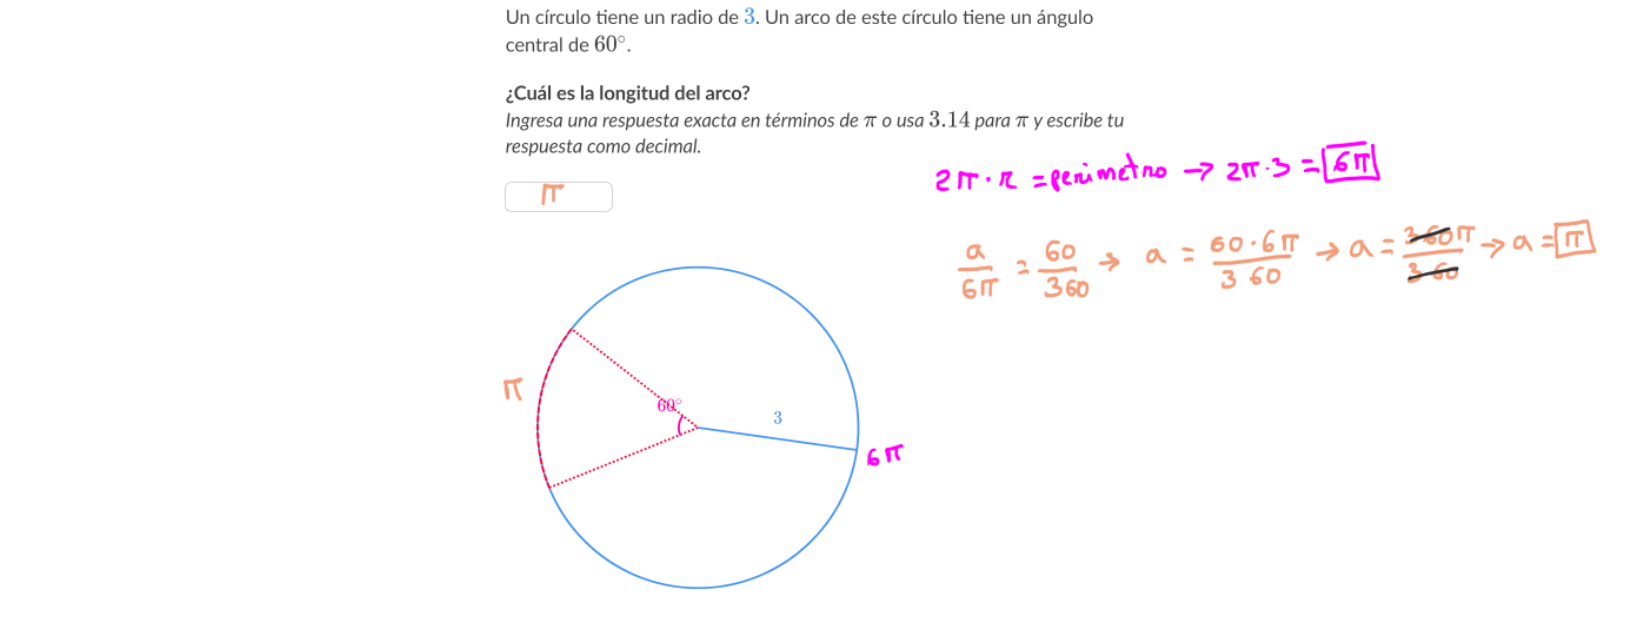 Un círculo tiene un radio de 3. Un arco de este círculo tiene un ángulo
central de 60°.
¿Cuál es la longitud del arco?
Ingresa una respuesta exacta en términos de π o usa 3.14 para π y escribe tu
respuesta como decimal.
π
2π · r = perimetro → 2π · 3 = 6π
a/6π = 60/360 → a = 60 · 6π/360 → a = 360π/360 → a = π
π
60°
3
6π